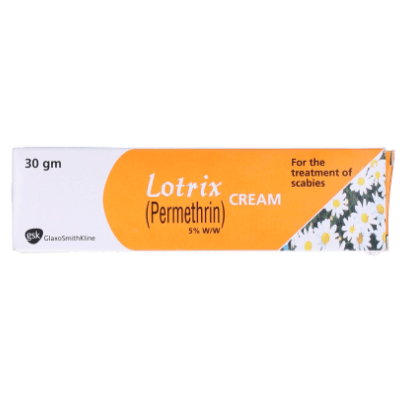 30 gm
Lotrix
(Permethrin)
5% W/W
CREAM
For the
treatment of
scabies
gsk
GlaxoSmithKline